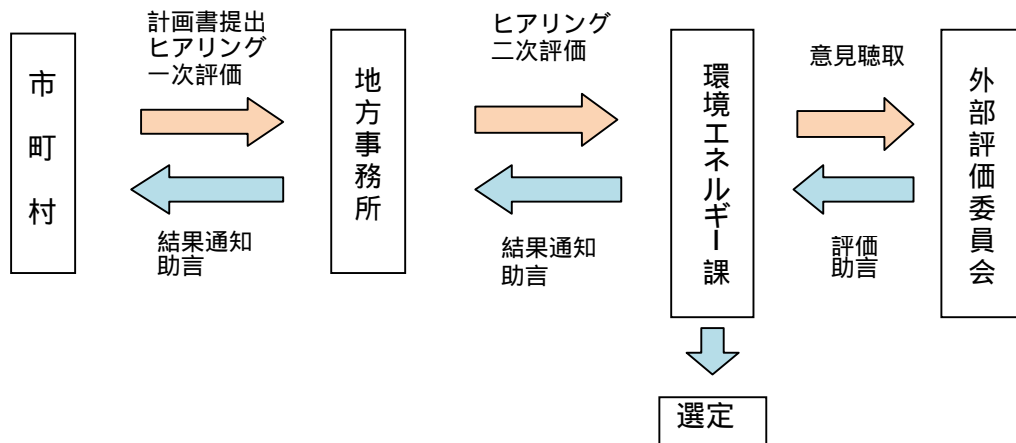 市町村
計画書提出
ヒアリング
一次評価
結果通知
助言
地方事務所
ヒアリング
二次評価
結果通知
助言
環境エネルギー課
意見聴取
評価
助言
外部評価委員会
選定